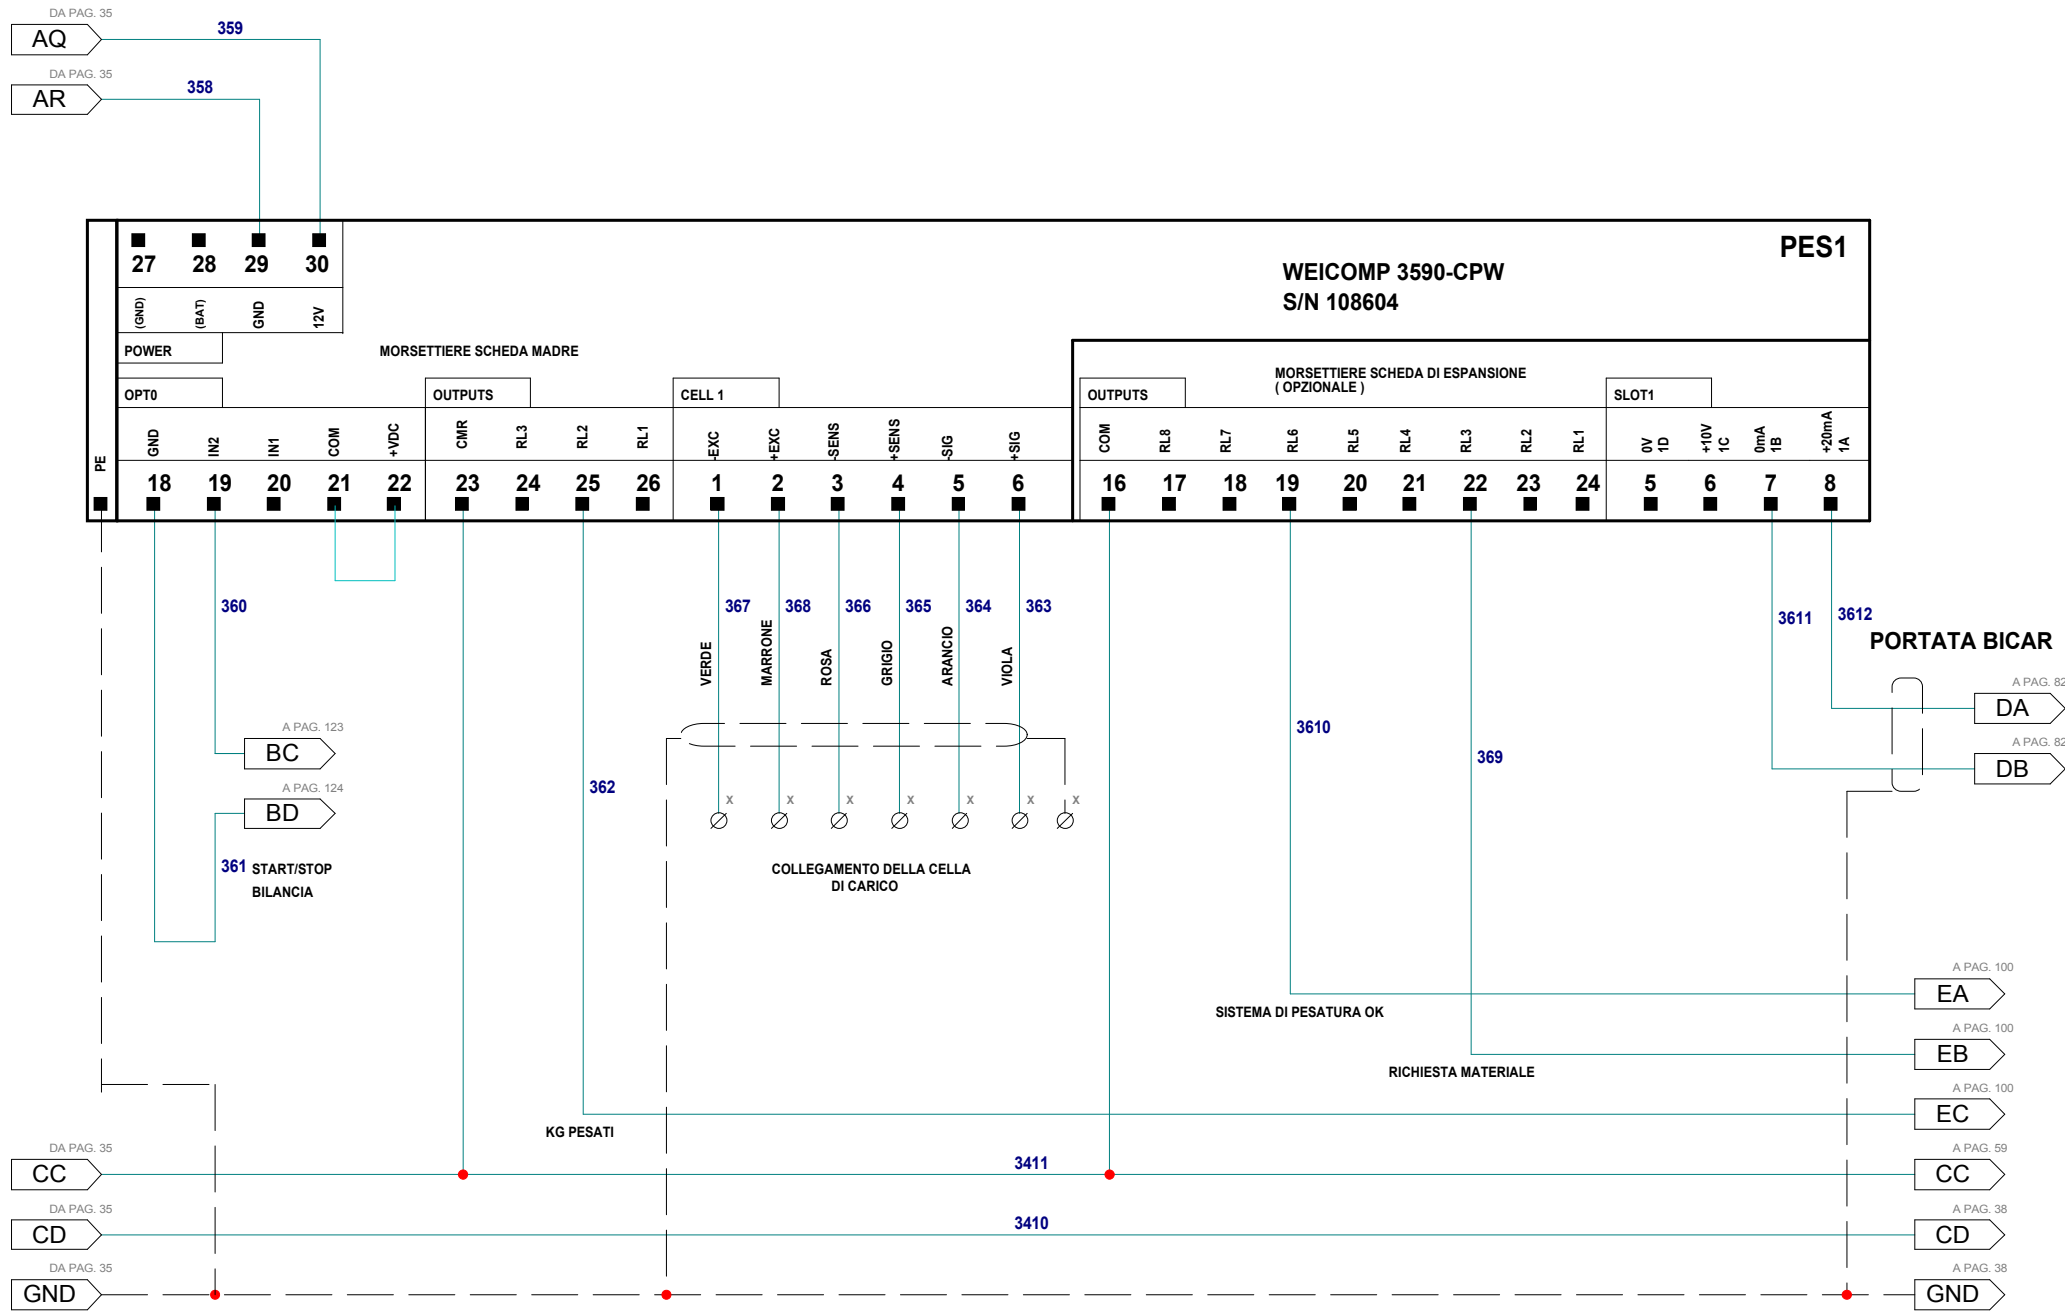 DA PAG. 35
AQ
359
DA PAG. 35
AR
358
27 28 29 30
(GND) (BAT) GND 12V
POWER
MORSETTIERE SCHEDA MADRE
PES1
WEICOMP 3590-CPW
S/N 108604
MORSETTIERE SCHEDA DI ESPANSIONE
( OPZIONALE )
OPT0
OUTPUTS
CELL 1
OUTPUTS
SLOT1
PE
GND IN2 IN1 COM +VDC
CMR RL3 RL2 RL1
-EXC +EXC -SENS +SENS -SIG +SIG
COM RL8 RL7 RL6 RL5 RL4 RL3 RL2 RL1
0V 1D
+10V 1C
0mA 1B
+20mA 1A
18 19 20 21 22 23 24 25 26 1 2 3 4 5 6 16 17 18 19 20 21 22 23 24 5 6 7 8
360
367 368 366 365 364 363
3611 3612
VERDE MARRONE ROSA GRIGIO ARANCIO VIOLA
PORTATA BICAR
A PAG. 82
DA
A PAG. 82
DB
A PAG. 123
BC
A PAG. 124
BD
3610
369
362
x x x x x x x
361 START/STOP
BILANCIA
COLLEGAMENTO DELLA CELLA
DI CARICO
A PAG. 100
EA
SISTEMA DI PESATURA OK
A PAG. 100
EB
RICHIESTA MATERIALE
A PAG. 100
EC
KG PESATI
DA PAG. 35
CC
3411
A PAG. 59
CC
DA PAG. 35
CD
3410
A PAG. 38
CD
DA PAG. 35
GND
A PAG. 38
GND